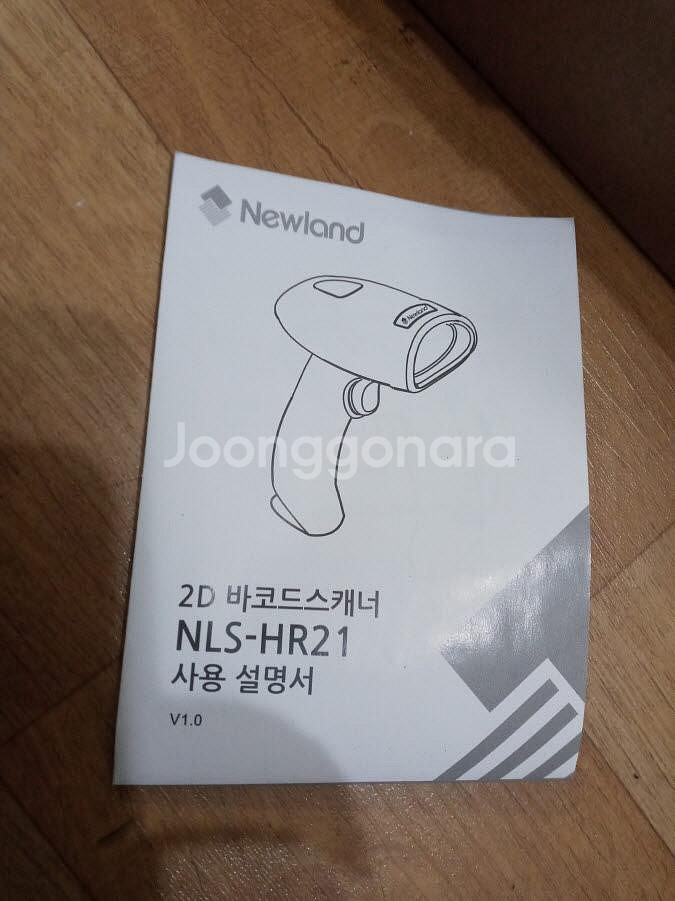 Newland
Newland
Joonggonara
2D 바코드스캐너
NLS-HR21
사용 설명서
V1.0